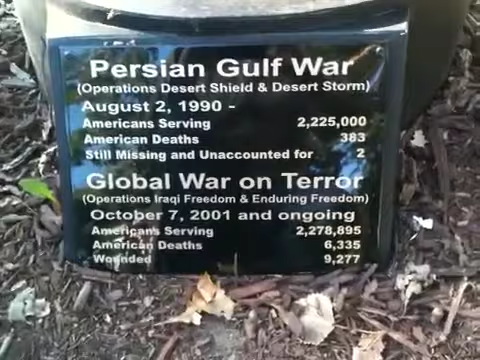 Persian Gulf War
(Operations Desert Shield & Desert Storm)
August 2, 1990 -
Americans Serving 2,225,000
American Deaths 383
Still Missing and Unaccounted for 2
Global War on Terror
(Operations Iraqi Freedom & Enduring Freedom)
October 7, 2001 and ongoing
Americans Serving 2,278,895
American Deaths 6,335
Wounded 9,277